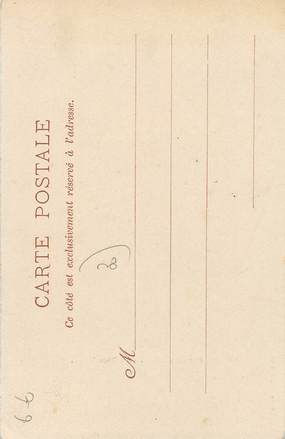 CARTE POSTALE
Ce côté est exclusivement réservé à l'adresse.
M